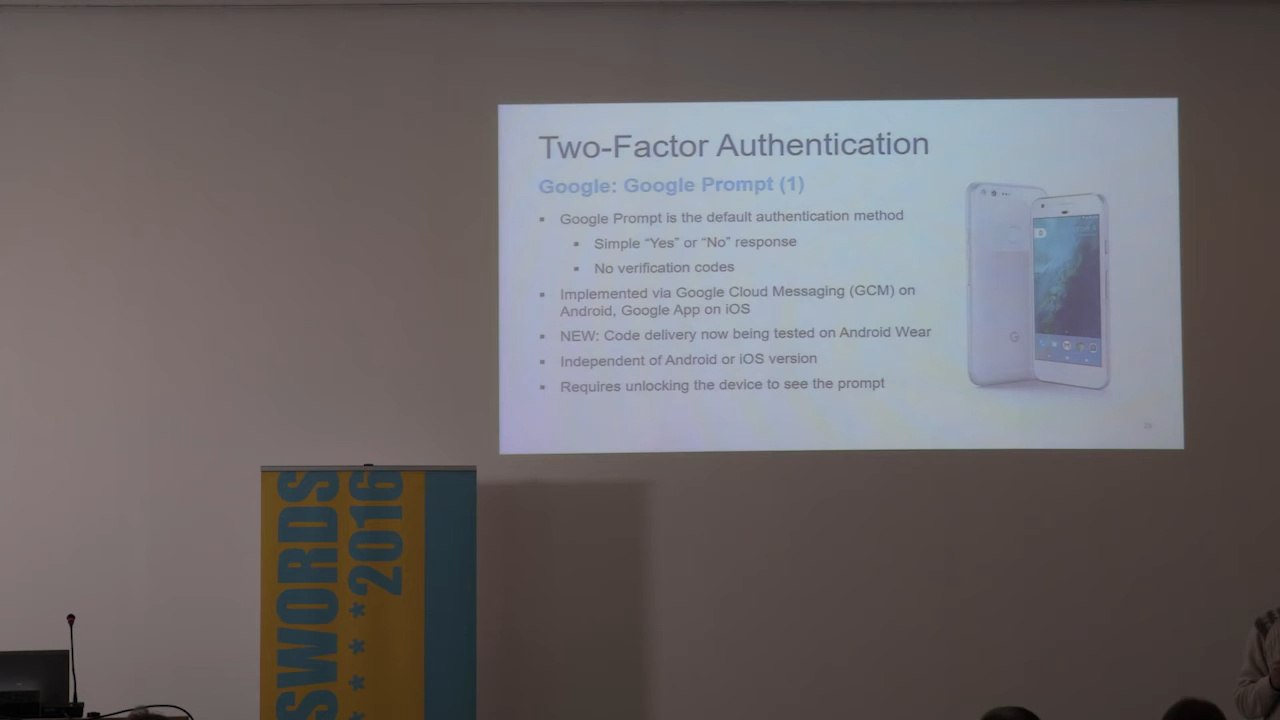 Two-Factor Authentication
Google: Google Prompt (1)
▪ Google Prompt is the default authentication method
▪ Simple “Yes” or “No” response
▪ No verification codes
▪ Implemented via Google Cloud Messaging (GCM) on
Android, Google App on iOS
▪ NEW: Code delivery now being tested on Android Wear
▪ Independent of Android or iOS version
▪ Requires unlocking the device to see the prompt
G
SWORDS
* * * *2016